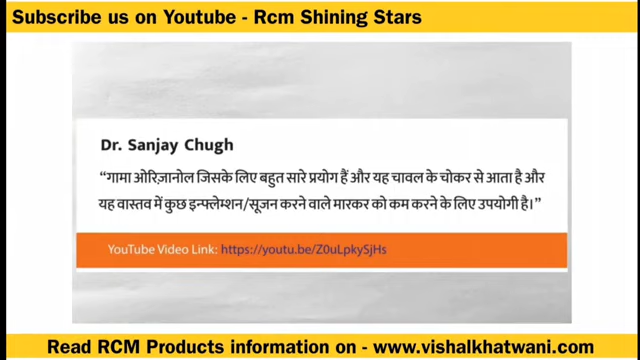 Subscribe us on Youtube - Rcm Shining Stars
Dr. Sanjay Chugh
“गामा ओरिज़ानोल जिसके लिए बहुत सारे प्रयोग हैं और यह चावल के चोकर से आता है और
यह वास्तव में कुछ इन्फ्लेम्शन/सूजन करने वाले मारकर को कम करने के लिए उपयोगी है।”
YouTube Video Link: https://youtu.be/Z0uLpkySjHs
Read RCM Products information on - www.vishalkhatwani.com